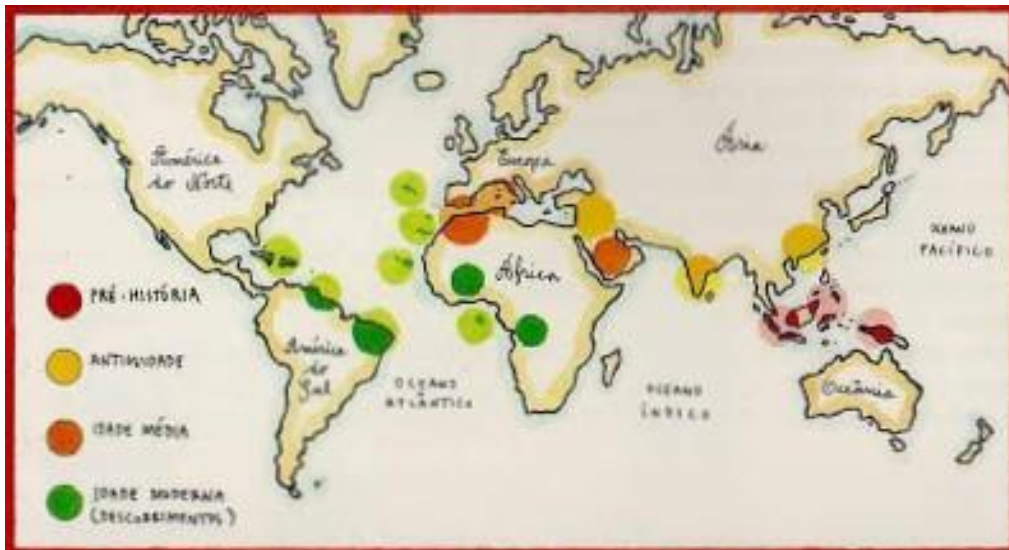 América
do Norte
Europa
Ásia
OCEANO
PACÍFICO
África
PRÉ-HISTÓRIA
América
do
Sul
ANTIGUIDADE
OCEANO
ATLÂNTICO
OCEANO
ÍNDICO
Oceânia
IDADE MÉDIA
IDADE MODERNA
(DESCOBRIMENTOS)